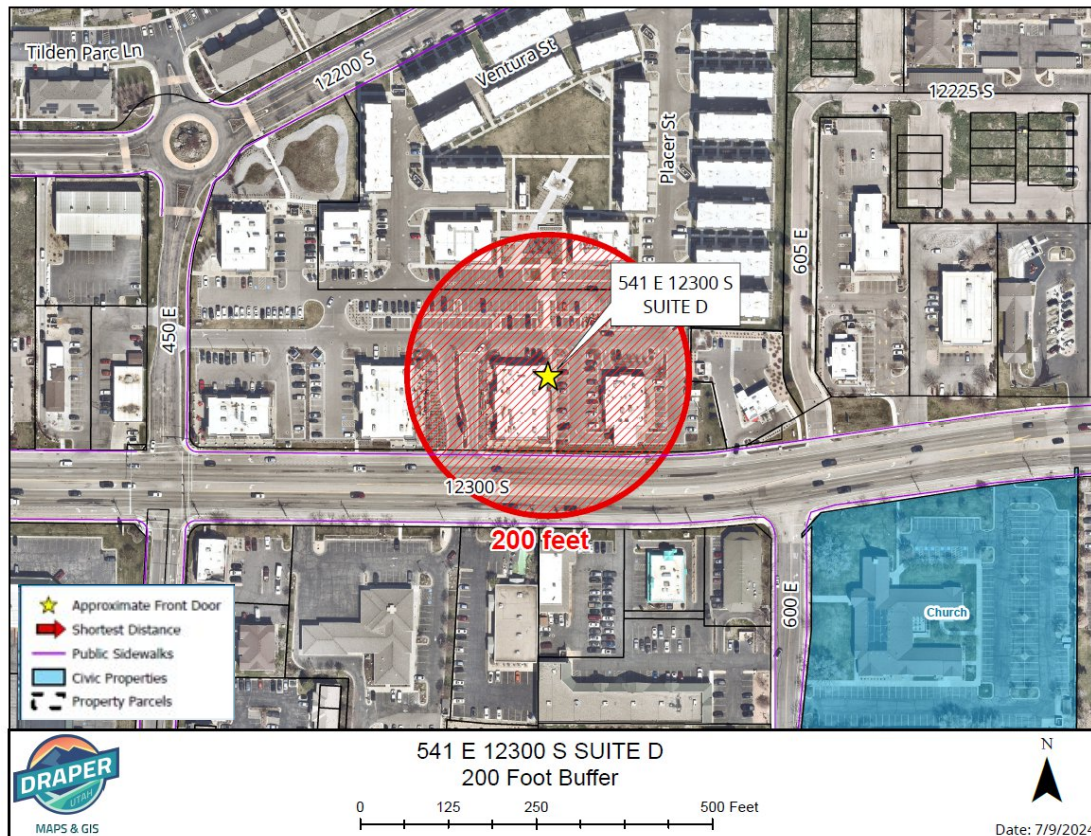 Tilden Parc Ln
12200 S
Ventura St
Placer St
12225 S
605 E
450 E
541 E 12300 S
SUITE D
12300 S
200 feet
600 E
Church
Approximate Front Door
Shortest Distance
Public Sidewalks
Civic Properties
Property Parcels
DRAPER
UTAH
MAPS & GIS
541 E 12300 S SUITE D
200 Foot Buffer
0 125 250 500 Feet
N
Date: 7/9/2024